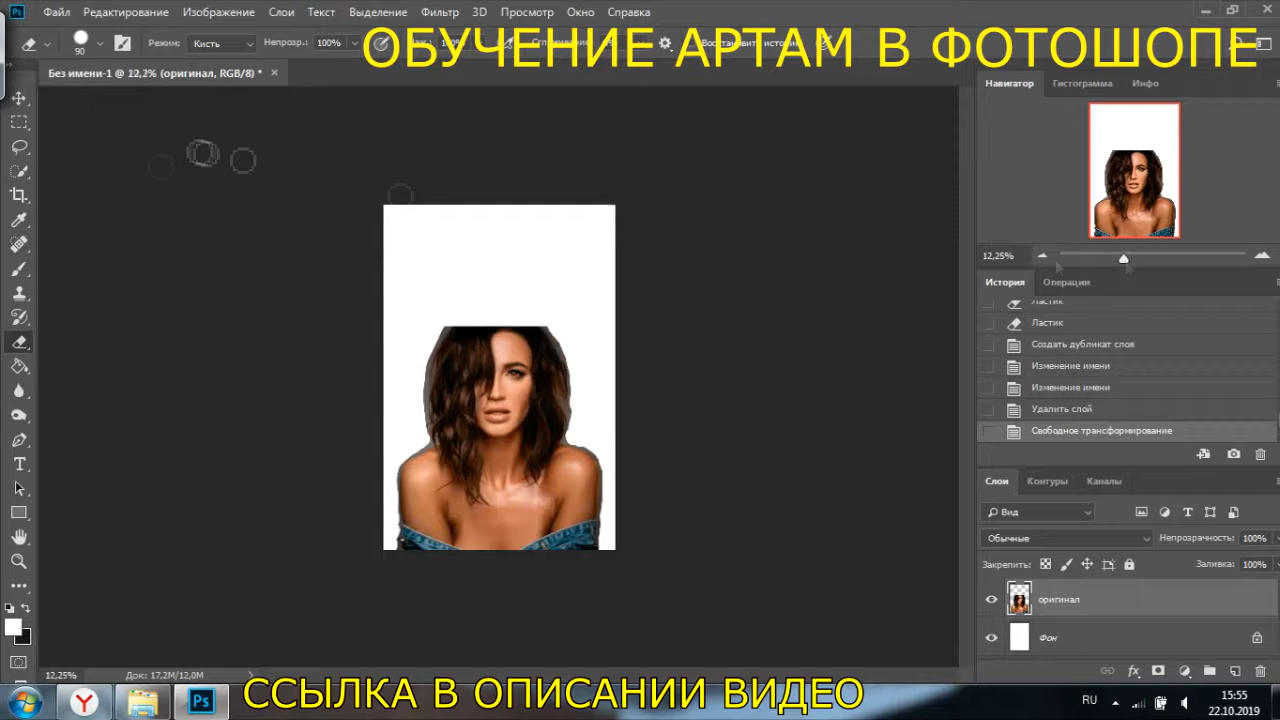 Файл Редактирование Изображение Слои Текст Выделение Фильтр 3D Просмотр Окно Справка
90 Режим: Кисть Непрозр.: 100%
ОБУЧЕНИЕ АРТАМ В ФОТОШОПЕ
Без имени-1 @ 12,2% (оригинал, RGB/8) * ×
Навигатор Гистограмма Инфо
12,25%
История Операции
Ластик
Ластик
Создать дубликат слоя
Изменение имени
Изменение имени
Удалить слой
Свободное трансформирование
Слои Контуры Каналы
Вид
Обычные Непрозрачность: 100%
Закрепить: Заливка: 100%
оригинал
Фон
12,25% Док: 17,2M/12,0M
ССЫЛКА В ОПИСАНИИ ВИДЕО
RU 15:55
22.10.2019